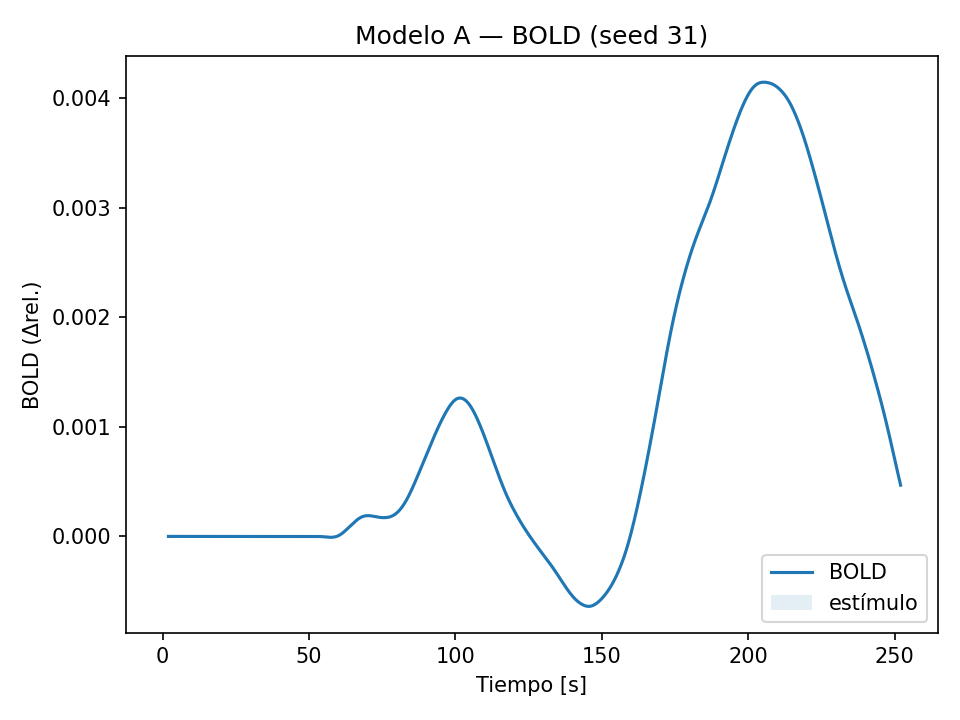 Modelo A — BOLD (seed 31)
BOLD (Δrel.)
0.004
0.003
0.002
0.001
0.000
0 50 100 150 200 250
Tiempo [s]
BOLD
estímulo